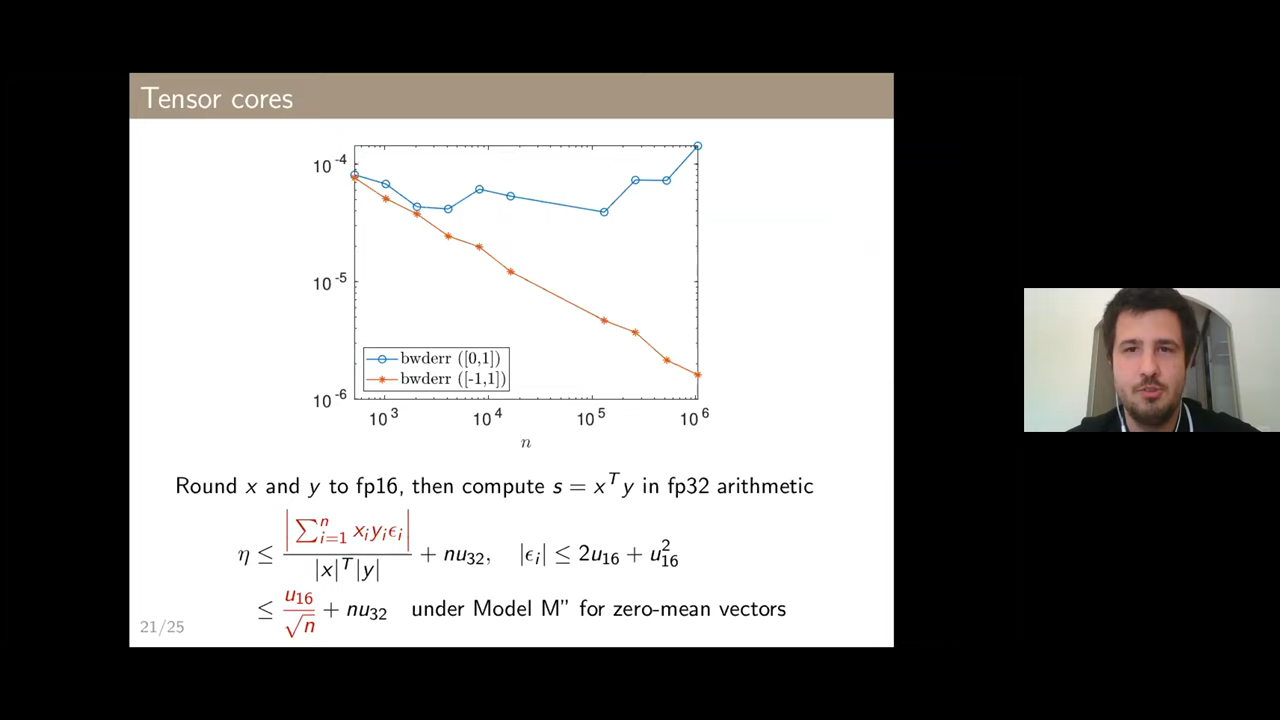 Tensor cores
10^-4
10^-5
10^-6
bwderr ([0,1])
bwderr ([-1,1])
10^3 10^4 10^5 10^6
n
Round x and y to fp16, then compute s = x^T y in fp32 arithmetic
η ≤ |∑_{i=1}^{n} x_i y_i ϵ_i| / |x|^T|y| + nu_32, |ϵ_i| ≤ 2u_16 + u_16^2
≤ u_16/√n + nu_32 under Model M” for zero-mean vectors
21/25